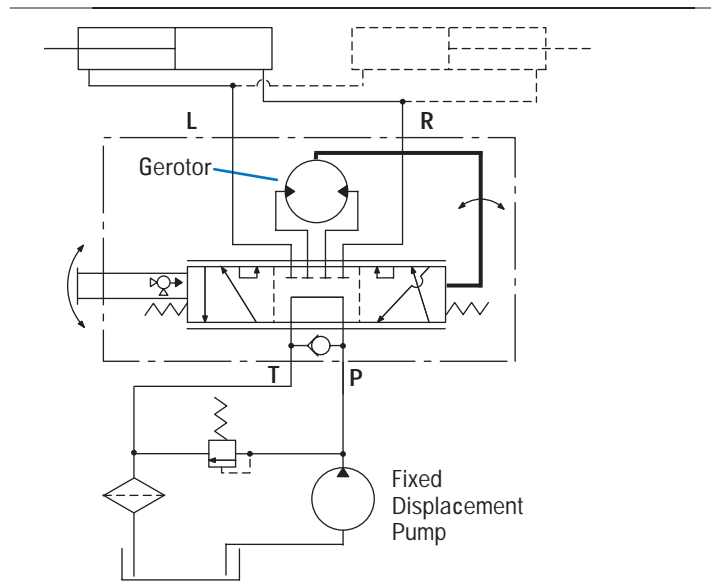 L
R
Gerotor
T
P
Fixed
Displacement
Pump